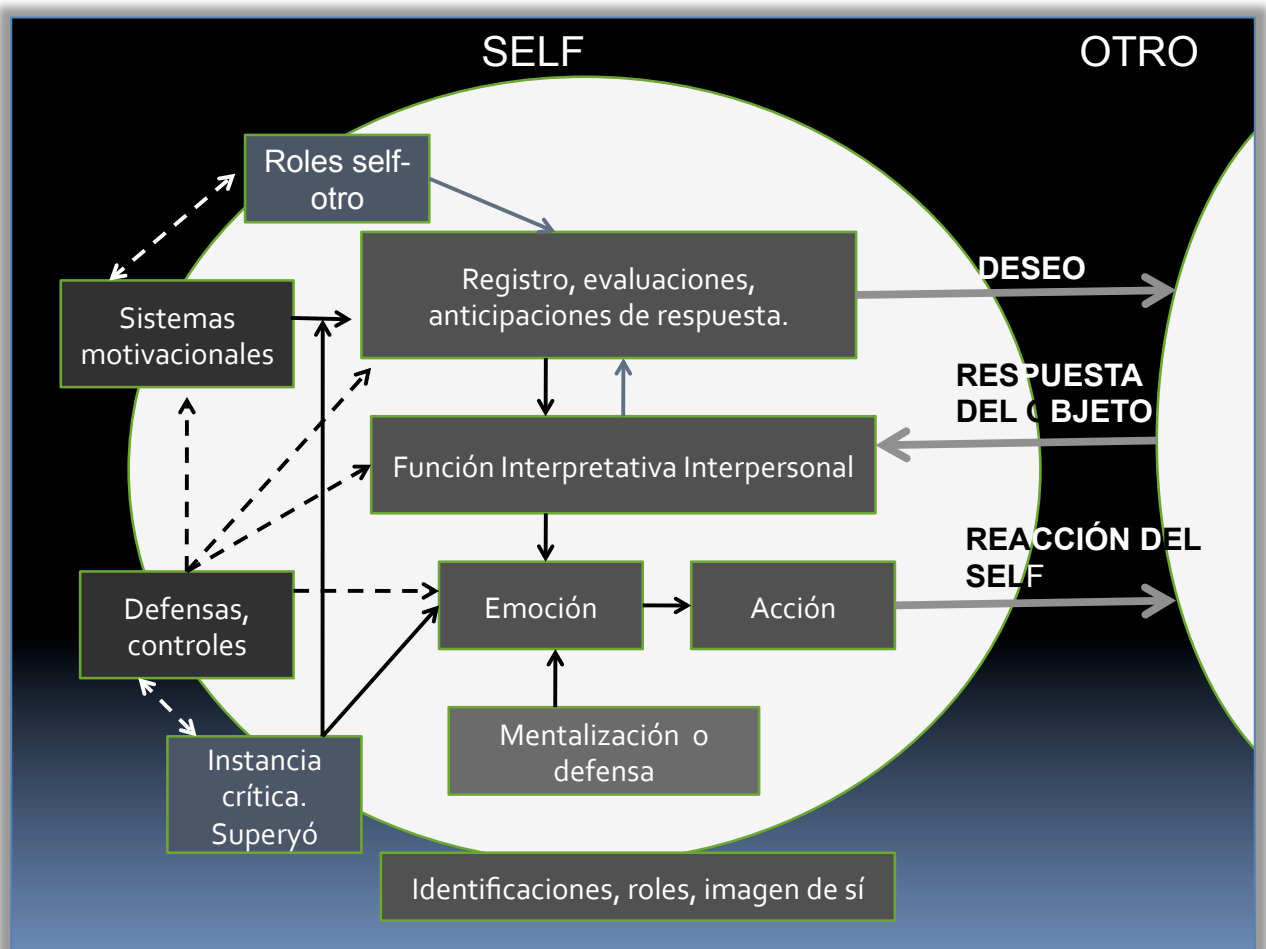 SELF
OTRO
Roles self-
otro
Registro, evaluaciones,
anticipaciones de respuesta.
DESEO
Sistemas
motivacionales
RESPUESTA
DEL OBJETO
Función Interpretativa Interpersonal
REACCIÓN DEL
SELF
Defensas,
controles
Emoción
Acción
Mentalización o
defensa
Instancia
crítica.
Superyó
Identificaciones, roles, imagen de sí